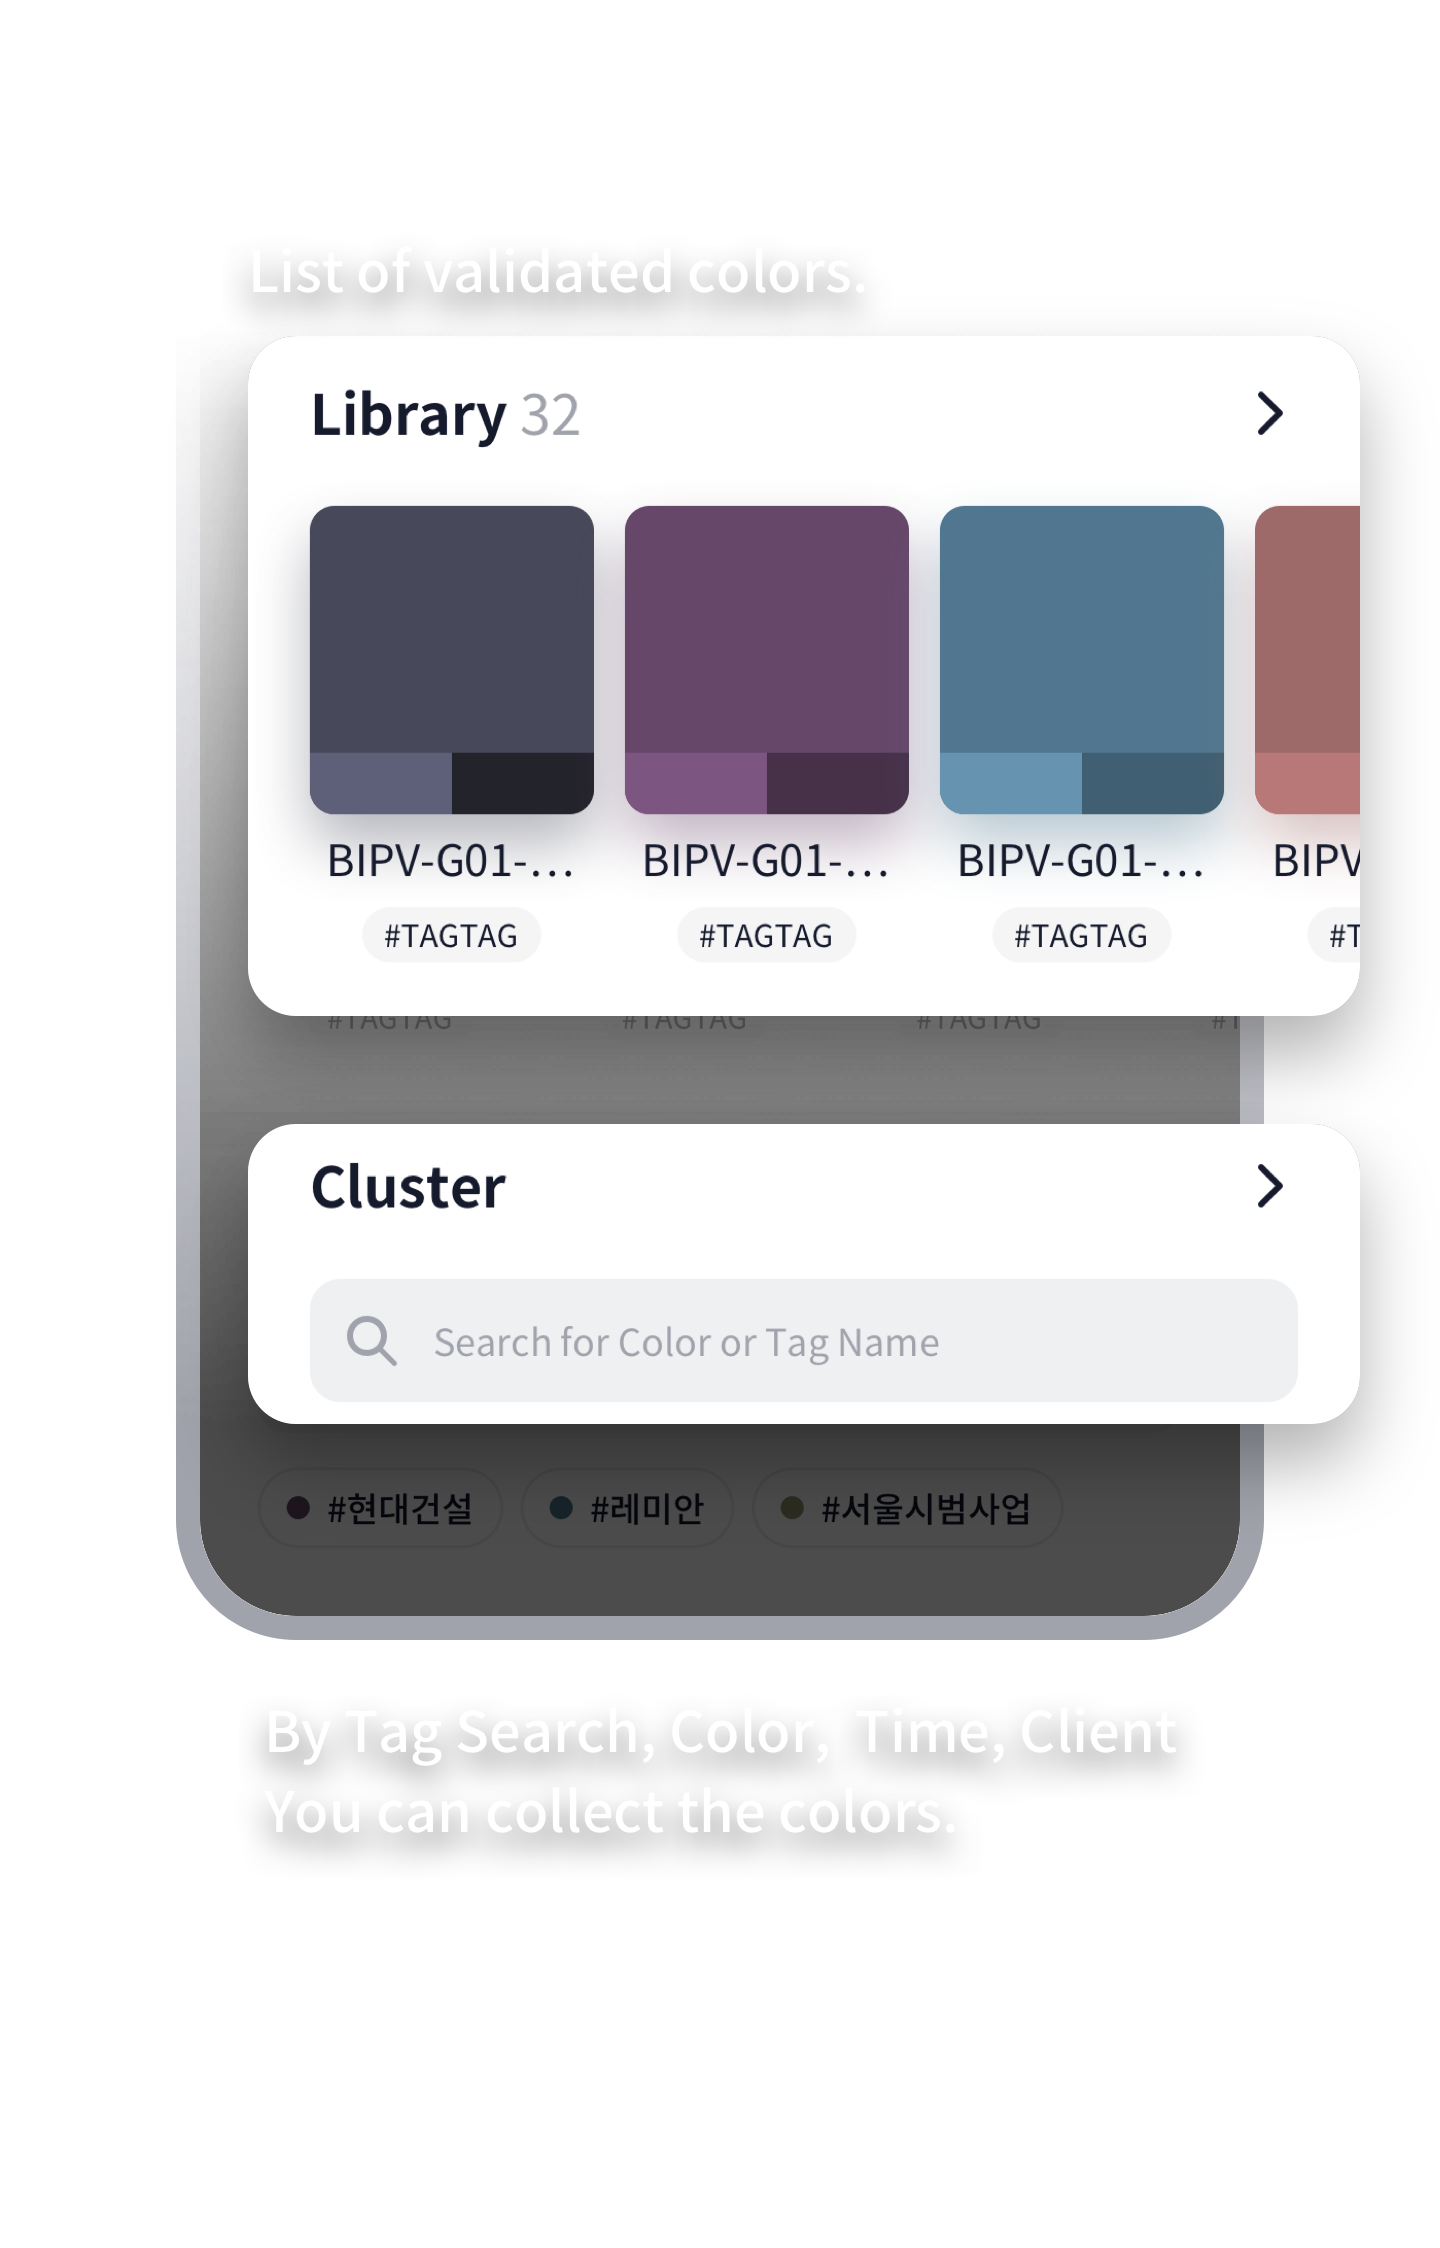 List of validated colors.
Library 32
BIPV-G01-... BIPV-G01-... BIPV-G01-... BIPV
#TAGTAG #TAGTAG #TAGTAG #T
#TAGTAG #TAGTAG #TAGTAG #T
Cluster
Search for Color or Tag Name
#현대건설 #레미안 #서울시범사업
By Tag Search, Color, Time, Client
You can collect the colors.